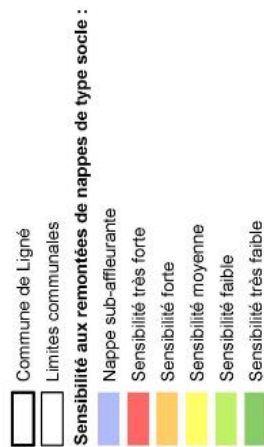 Commune de Ligné
Limites communales
Sensibilité aux remontées de nappes de type socle :
Nappe sub-affleurante
Sensibilité très forte
Sensibilité forte
Sensibilité moyenne
Sensibilité faible
Sensibilité très faible